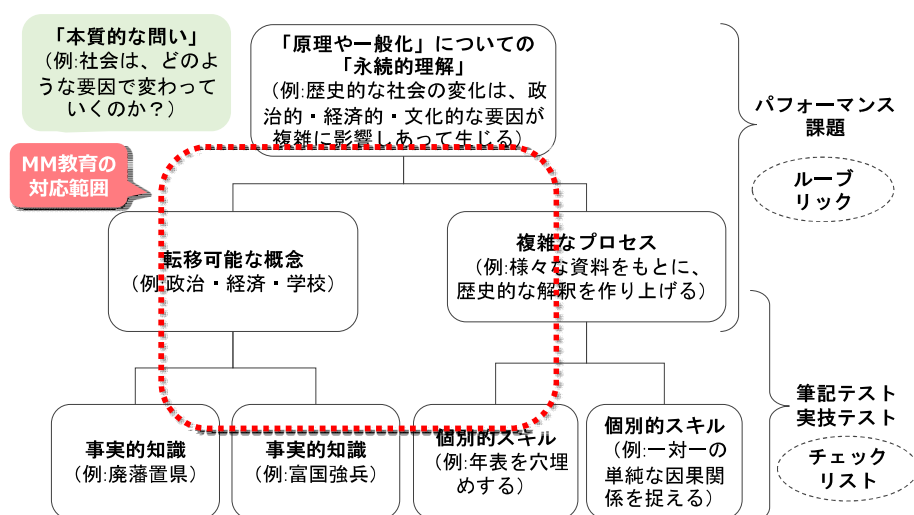 「本質的な問い」
(例:社会は、どのよ
うな要因で変わって
いくのか？)
「原理や一般化」についての
「永続的理解」
(例:歴史的な社会の変化は、政
治的・経済的・文化的な要因が
複雑に影響しあって生じる)
パフォーマンス
課題
ルーブ
リック
MM教育の
対応範囲
転移可能な概念
(例:政治・経済・学校)
複雑なプロセス
(例:様々な資料をもとに、
歴史的な解釈を作り上げる)
筆記テスト
実技テスト
チェック
リスト
事実的知識
(例:廃藩置県)
事実的知識
(例:富国強兵)
個別的スキル
(例:年表を穴埋
めする)
個別的スキル
(例:一対一の
単純な因果関
係を捉える)